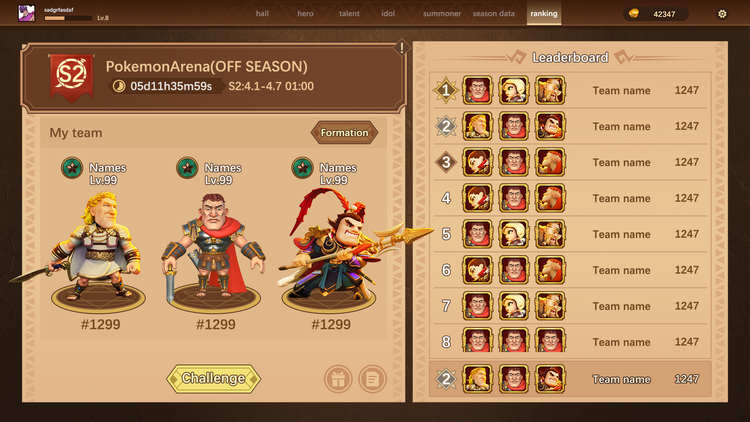 sadgrfasdaf
Lv.8
hall hero talent idol summoner season data ranking
42347
S2
PokemonArena(OFF SEASON)
05d11h35m59s S2:4.1-4.7 01:00
!
My team
Formation
Names
Lv.99
Names
Lv.99
Names
Lv.99
#1299
#1299
#1299
Challenge
Leaderboard
1 Team name 1247
2 Team name 1247
3 Team name 1247
4 Team name 1247
5 Team name 1247
6 Team name 1247
7 Team name 1247
8 Team name 1247
2 Team name 1247